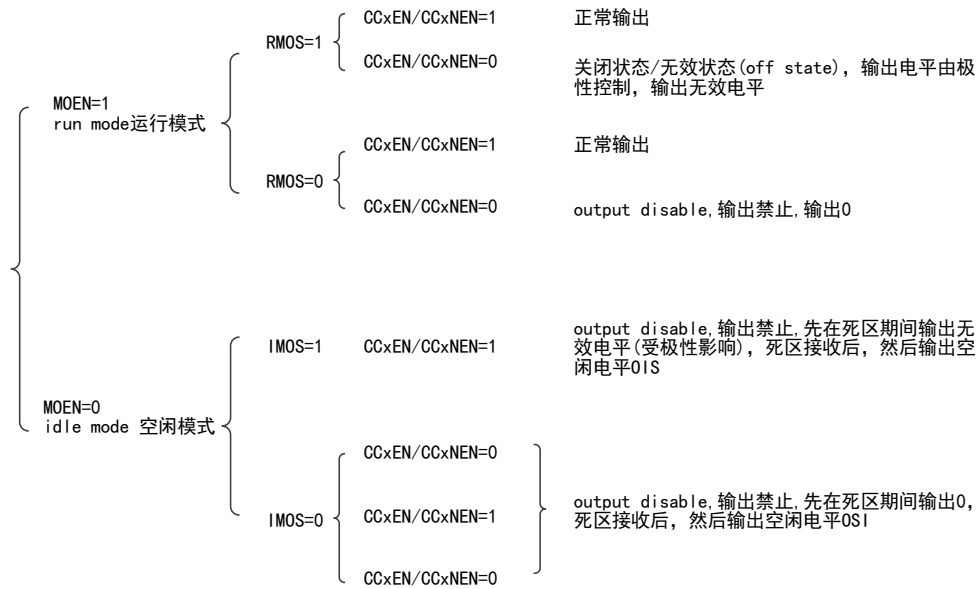 CCxEN/CCxNEN=1 正常输出
RMOS=1
CCxEN/CCxNEN=0 关闭状态/无效状态(off state), 输出电平由极
性控制, 输出无效电平
MOEN=1
run mode运行模式
CCxEN/CCxNEN=1 正常输出
RMOS=0
CCxEN/CCxNEN=0 output disable,输出禁止,输出0
output disable,输出禁止,先在死区期间输出无
IMOS=1 CCxEN/CCxNEN=1 效电平(受极性影响), 死区接收后, 然后输出空
闲电平OIS
MOEN=0
idle mode 空闲模式
CCxEN/CCxNEN=0
output disable,输出禁止,先在死区期间输出0,
IMOS=0 CCxEN/CCxNEN=1 死区接收后, 然后输出空闲电平OSI
CCxEN/CCxNEN=0